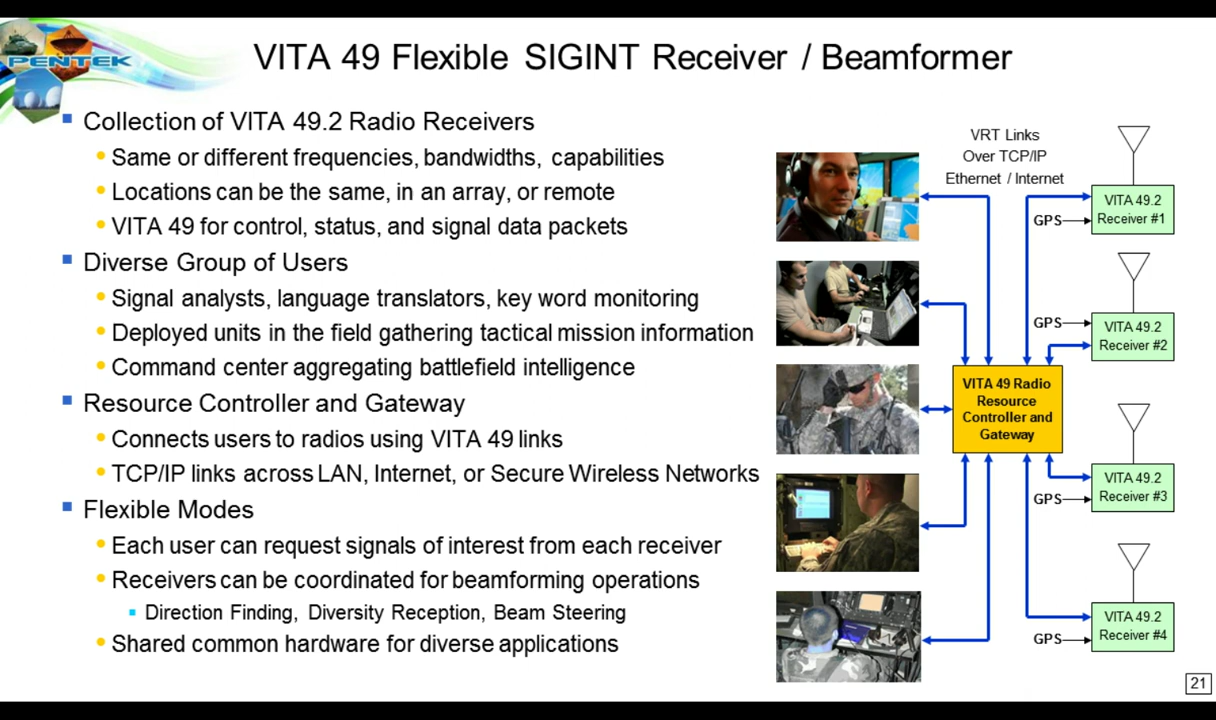 PENTEK
VITA 49 Flexible SIGINT Receiver / Beamformer
Collection of VITA 49.2 Radio Receivers
Same or different frequencies, bandwidths, capabilities
Locations can be the same, in an array, or remote
VITA 49 for control, status, and signal data packets
Diverse Group of Users
Signal analysts, language translators, key word monitoring
Deployed units in the field gathering tactical mission information
Command center aggregating battlefield intelligence
Resource Controller and Gateway
Connects users to radios using VITA 49 links
TCP/IP links across LAN, Internet, or Secure Wireless Networks
Flexible Modes
Each user can request signals of interest from each receiver
Receivers can be coordinated for beamforming operations
Direction Finding, Diversity Reception, Beam Steering
Shared common hardware for diverse applications
VRT Links
Over TCP/IP
Ethernet / Internet
VITA 49.2
Receiver #1
GPS
GPS
VITA 49.2
Receiver #2
VITA 49 Radio
Resource
Controller and
Gateway
VITA 49.2
Receiver #3
GPS
VITA 49.2
Receiver #4
GPS
21